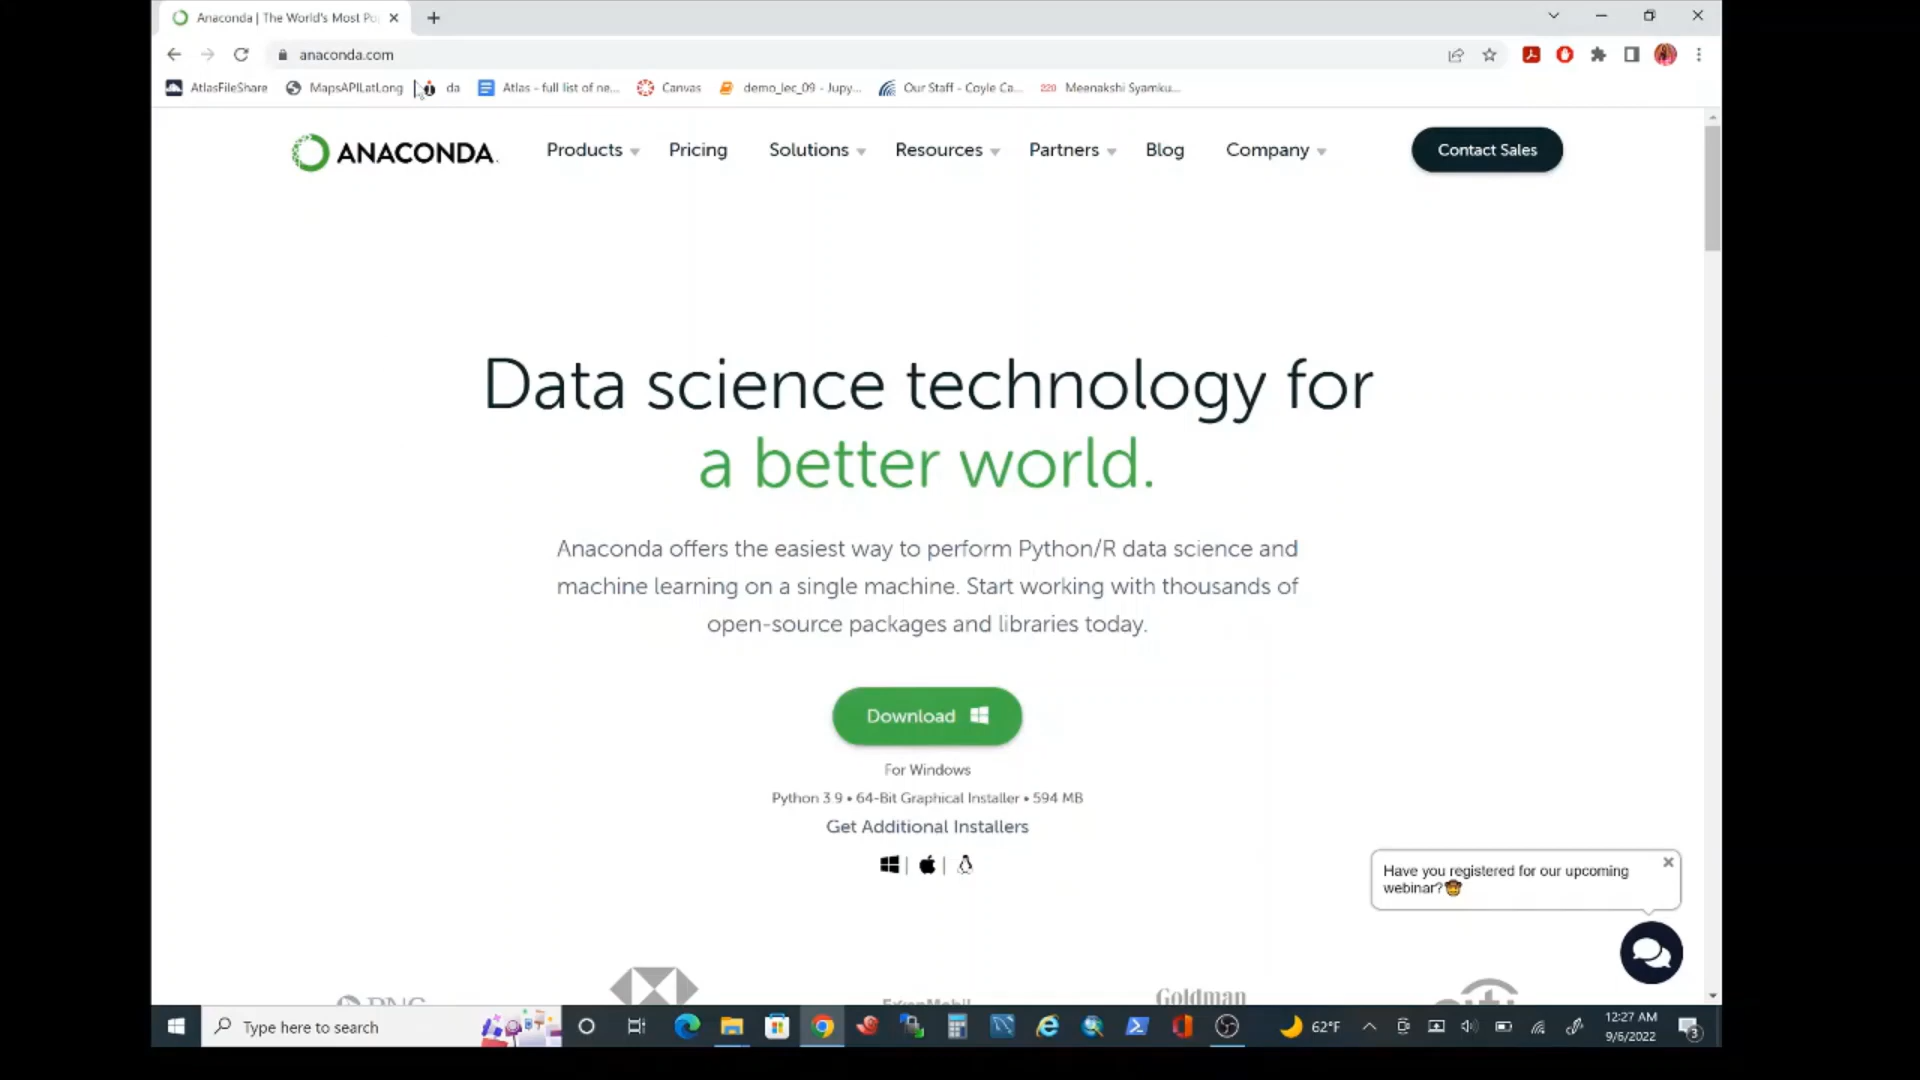 Anaconda | The World's Most Po
anaconda.com
AtlasFileShare
MapsAPILatLong
da
Atlas - full list of ne...
Canvas
demo_lec_09 - Jupy...
Our Staff - Coyle Ca...
220
Meenakshi Syamku...
ANACONDA.
Products
Pricing
Solutions
Resources
Partners
Blog
Company
Contact Sales
Data science technology for
a better world.
Anaconda offers the easiest way to perform Python/R data science and
machine learning on a single machine. Start working with thousands of
open-source packages and libraries today.
Download
For Windows
Python 3.9 • 64-Bit Graphical Installer • 594 MB
Get Additional Installers
Have you registered for our upcoming
webinar?🤠
PNC
ExxonMobil
Goldman
citi
Type here to search
62°F
12:27 AM
9/6/2022
3